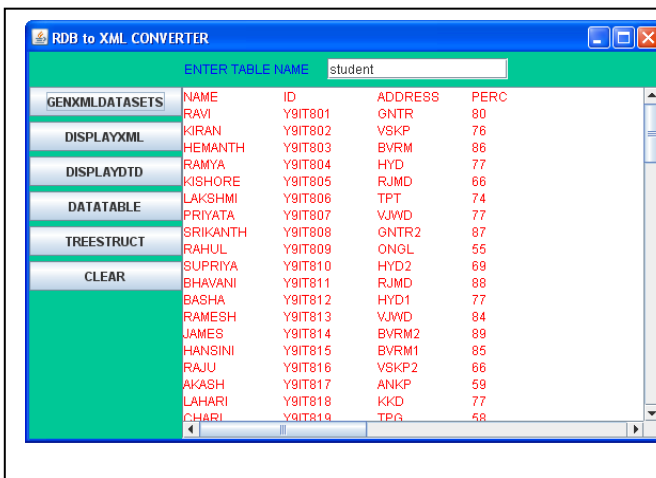 RDB to XML CONVERTER
ENTER TABLE NAME student
GENXMLDATASETS
DISPLAYXML
DISPLAYDTD
DATATABLE
TREESTRUCT
CLEAR
NAME ID ADDRESS PERC
RAVI Y9IT801 GNTR 80
KIRAN Y9IT802 VSKP 76
HEMANTH Y9IT803 BVRM 86
RAMYA Y9IT804 HYD 77
KISHORE Y9IT805 RJMD 66
LAKSHMI Y9IT806 TPT 74
PRIYATA Y9IT807 VJWD 77
SRIKANTH Y9IT808 GNTR2 87
RAHUL Y9IT809 ONGL 55
SUPRIYA Y9IT810 HYD2 69
BHAVANI Y9IT811 RJMD 88
BASHA Y9IT812 HYD1 77
RAMESH Y9IT813 VJWD 84
JAMES Y9IT814 BVRM2 89
HANSINI Y9IT815 BVRM1 85
RAJU Y9IT816 VSKP2 66
AKASH Y9IT817 ANKP 59
LAHARI Y9IT818 KKD 77
CHARI Y9IT819 TPG 58